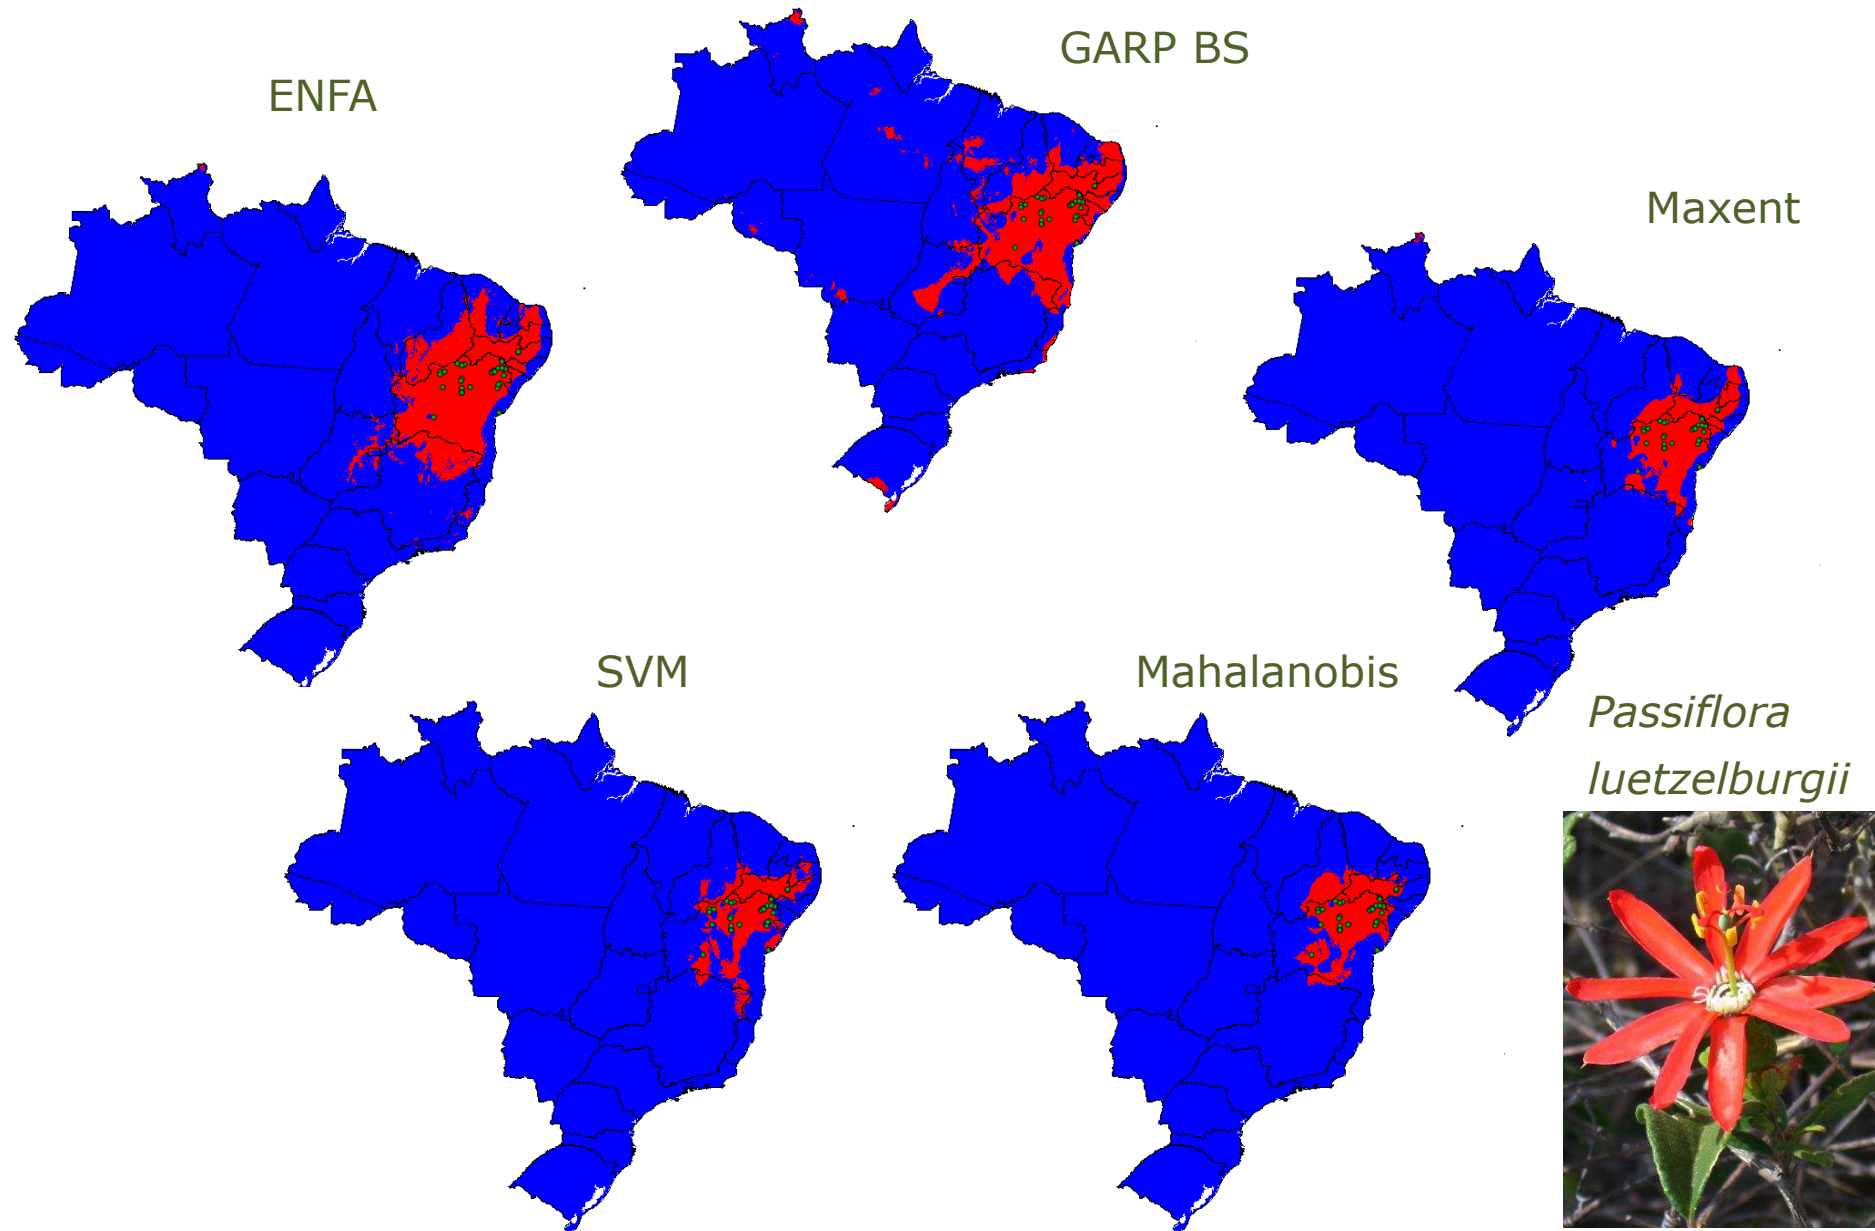 ENFA
GARP BS
Maxent
SVM
Mahalanobis
Passiflora
luetzelburgii